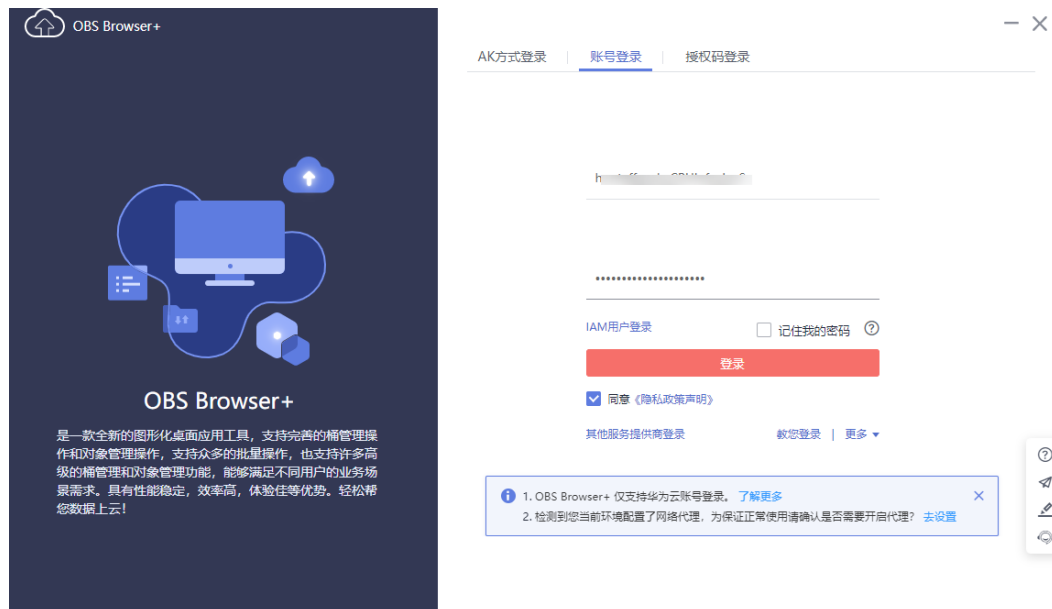 OBS Browser+
AK方式登录
账号登录
授权码登录
IAM用户登录
记住我的密码
登录
同意《隐私政策声明》
其他服务提供商登录
教您登录 | 更多
OBS Browser+
是一款全新的图形化桌面应用工具，支持完善的桶管理操
作和对象管理操作，支持众多的批量操作，也支持许多高
级的桶管理和对象管理功能，能够满足不同用户的业务场
景需求。具有性能稳定，效率高，体验佳等优势。轻松帮
您数据上云！
1. OBS Browser+ 仅支持华为云账号登录。 了解更多
2. 检测到您当前环境配置了网络代理，为保证正常使用请确认是否需要开启代理？ 去设置